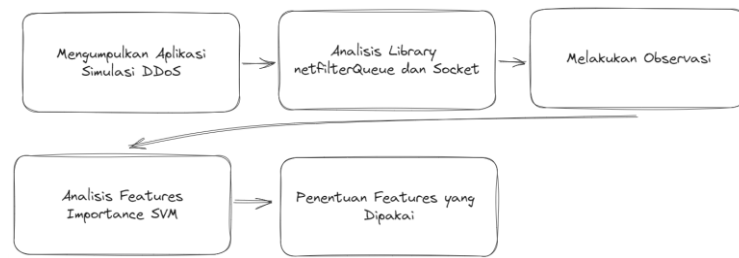 Mengumpulkan Aplikasi
Simulasi DDoS
Analisis Library
netfilterQueue dan Socket
Melakukan Observasi
Analisis Features
Importance SVM
Penentuan Features yang
Dipakai